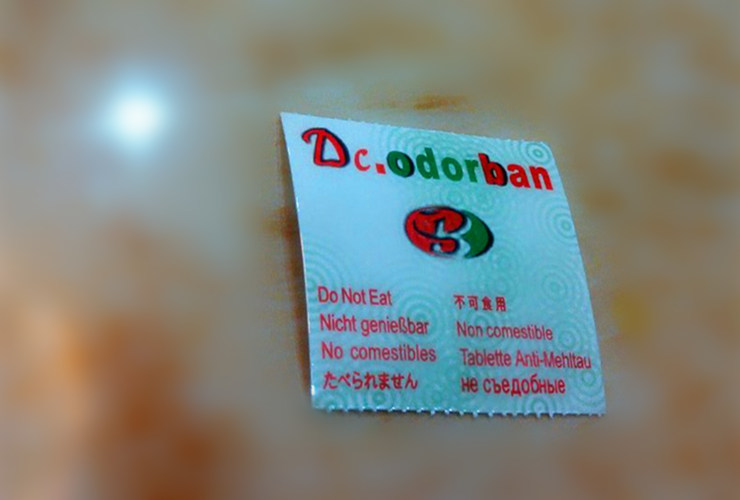 Dc.odorban
Do Not Eat
Nicht genießbar
No comestibles
たべられません
不可食用
Non comestible
Tablette Anti-Mehltau
не съедобные